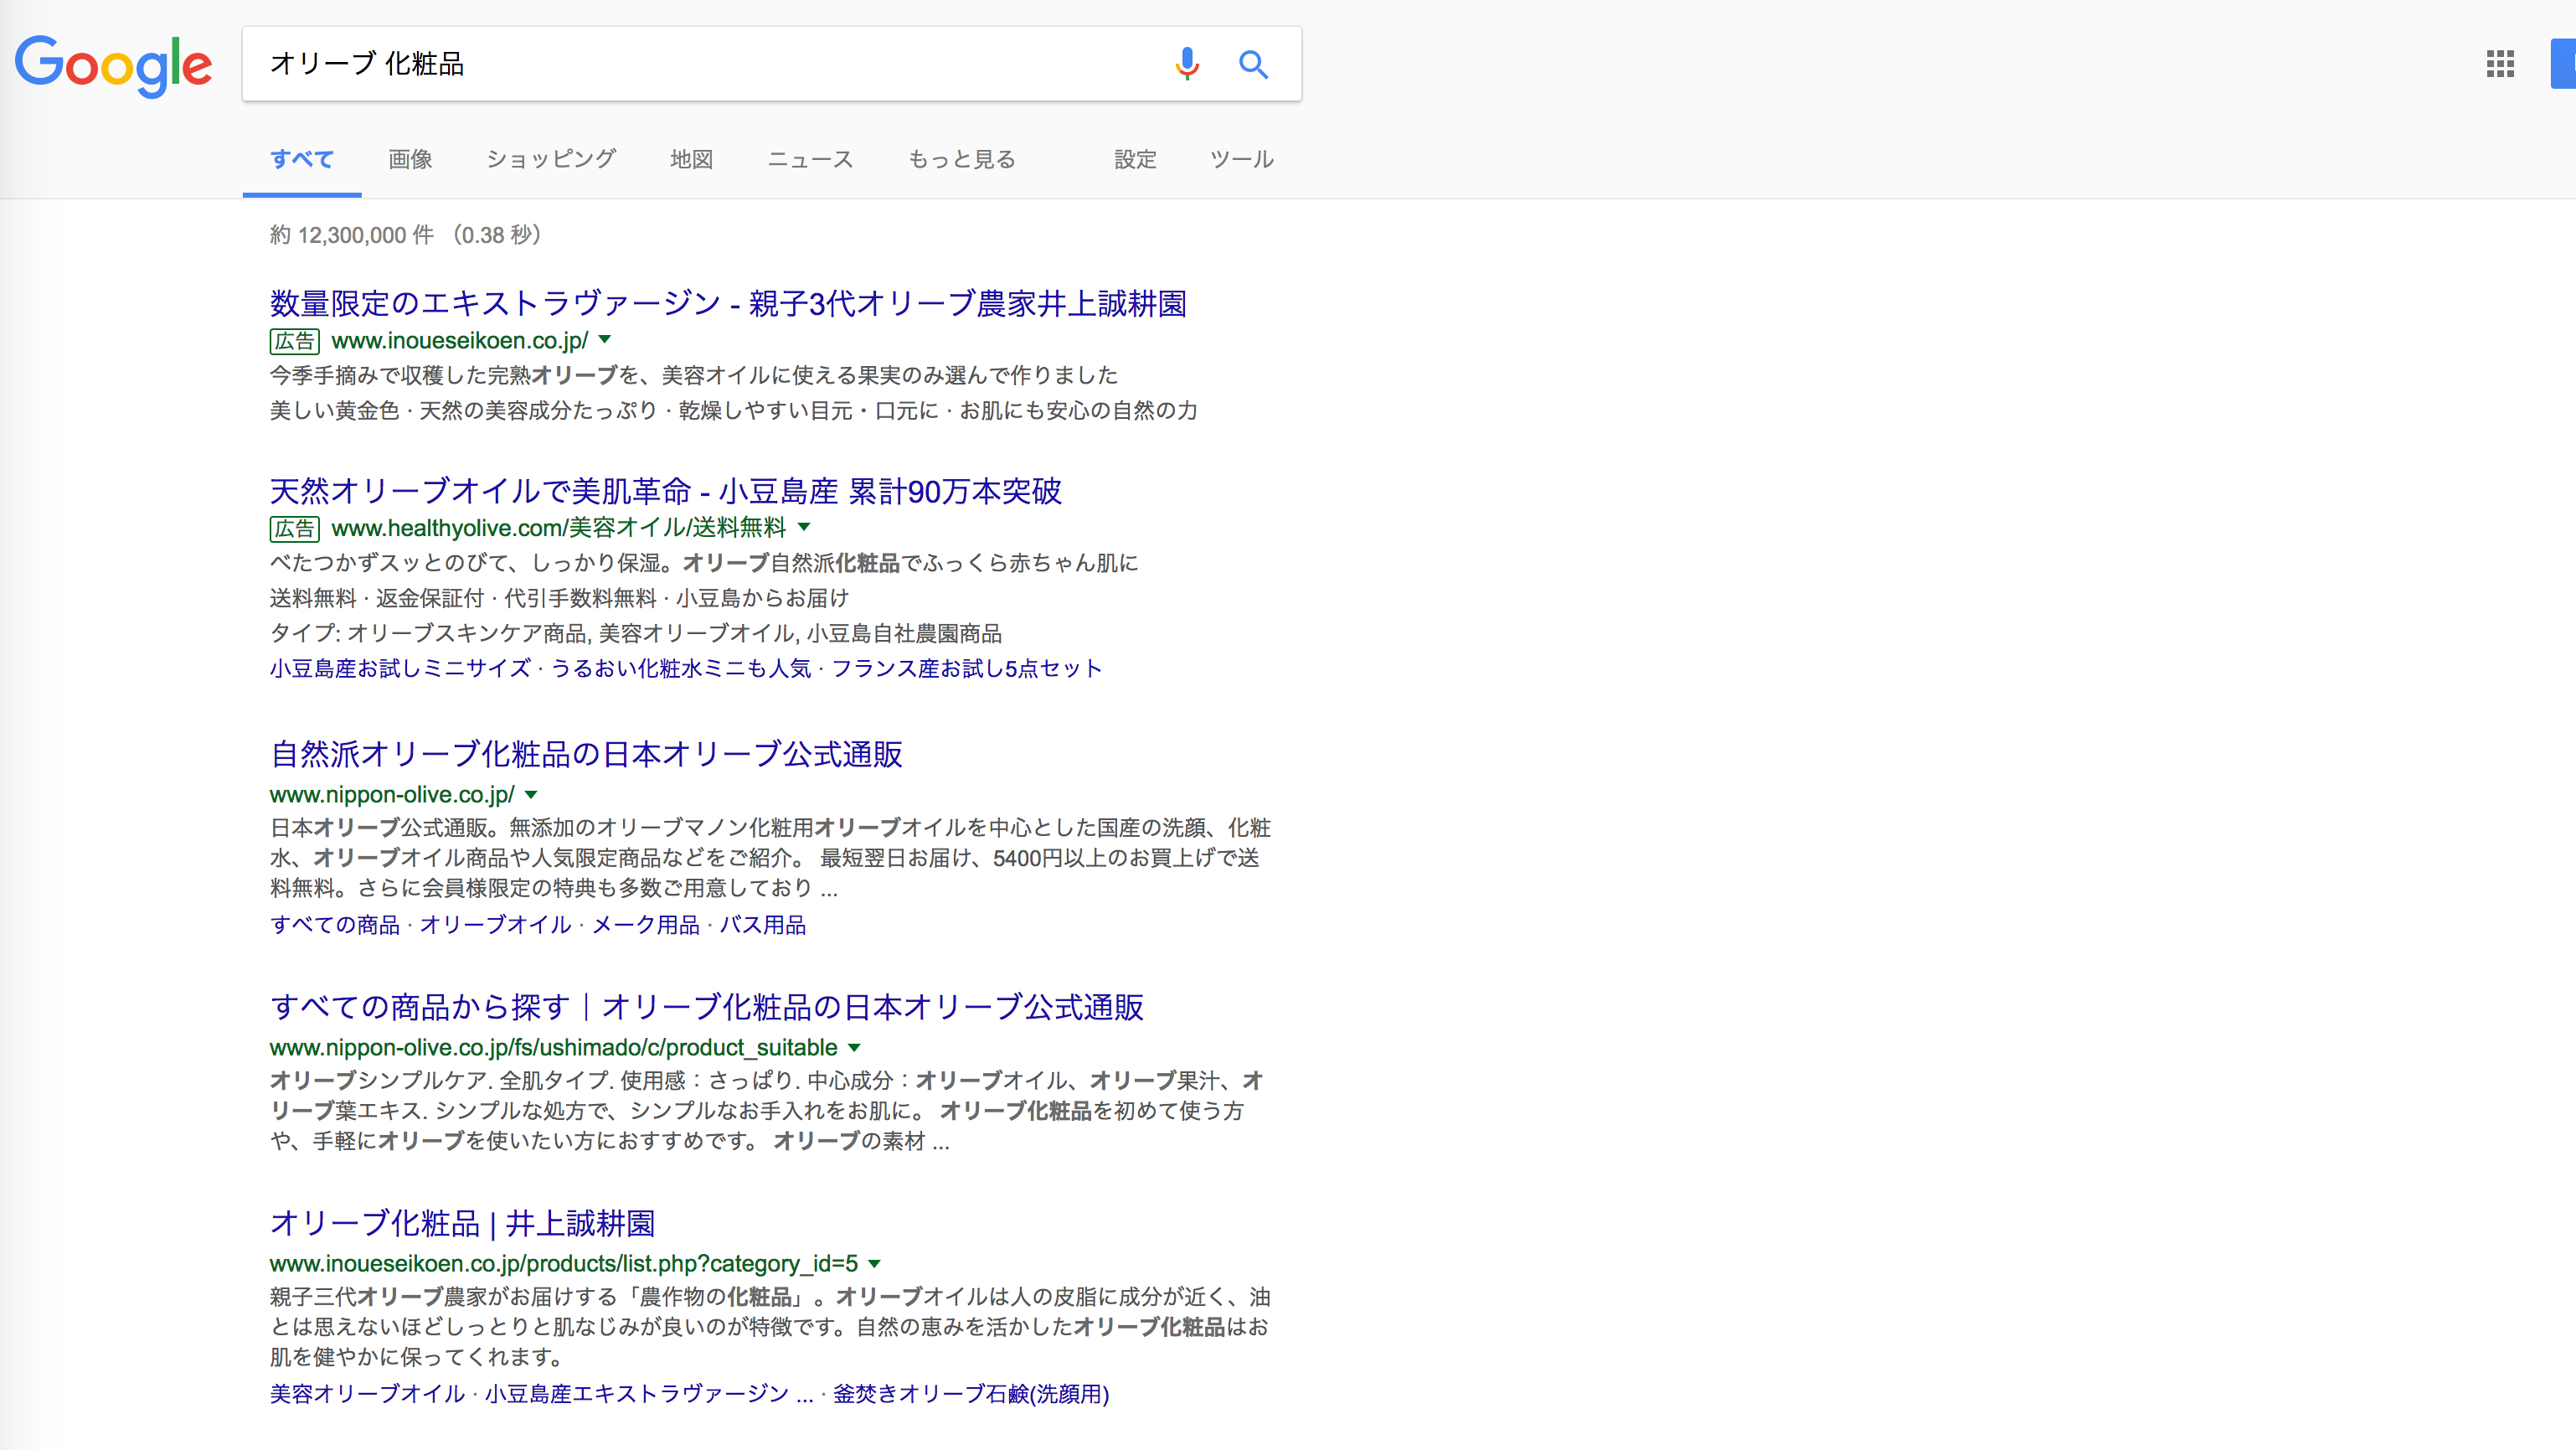 Google
オリーブ 化粧品
すべて 画像 ショッピング 地図 ニュース もっと見る 設定 ツール
約 12,300,000 件 （0.38 秒）
数量限定のエキストラヴァージン - 親子3代オリーブ農家井上誠耕園
広告 www.inoueseikoen.co.jp/
今季手摘みで収穫した完熟オリーブを、美容オイルに使える果実のみ選んで作りました
美しい黄金色 · 天然の美容成分たっぷり · 乾燥しやすい目元・口元に · お肌にも安心の自然の力
天然オリーブオイルで美肌革命 - 小豆島産 累計90万本突破
広告 www.healthyolive.com/美容オイル/送料無料
べたつかずスッとのびて、しっかり保湿。オリーブ自然派化粧品でふっくら赤ちゃん肌に
送料無料 · 返金保証付 · 代引手数料無料 · 小豆島からお届け
タイプ: オリーブスキンケア商品, 美容オリーブオイル, 小豆島自社農園商品
小豆島産お試しミニサイズ · うるおい化粧水ミニも人気 · フランス産お試し5点セット
自然派オリーブ化粧品の日本オリーブ公式通販
www.nippon-olive.co.jp/
日本オリーブ公式通販。無添加のオリーブマノン化粧用オリーブオイルを中心とした国産の洗顔、化粧
水、オリーブオイル商品や人気限定商品などをご紹介。 最短翌日お届け、5400円以上のお買上げで送
料無料。さらに会員様限定の特典も多数ご用意しており ...
すべての商品 · オリーブオイル · メーク用品 · バス用品
すべての商品から探す｜オリーブ化粧品の日本オリーブ公式通販
www.nippon-olive.co.jp/fs/ushimado/c/product_suitable
オリーブシンプルケア. 全肌タイプ. 使用感：さっぱり. 中心成分：オリーブオイル、オリーブ果汁、オ
リーブ葉エキス. シンプルな処方で、シンプルなお手入れをお肌に。 オリーブ化粧品を初めて使う方
や、手軽にオリーブを使いたい方におすすめです。 オリーブの素材 ...
オリーブ化粧品 | 井上誠耕園
www.inoueseikoen.co.jp/products/list.php?category_id=5
親子三代オリーブ農家がお届けする「農作物の化粧品」。オリーブオイルは人の皮脂に成分が近く、油
とは思えないほどしっとりと肌なじみが良いのが特徴です。自然の恵みを活かしたオリーブ化粧品はお
肌を健やかに保ってくれます。
美容オリーブオイル · 小豆島産エキストラヴァージン ... · 釜焚きオリーブ石鹸(洗顔用)